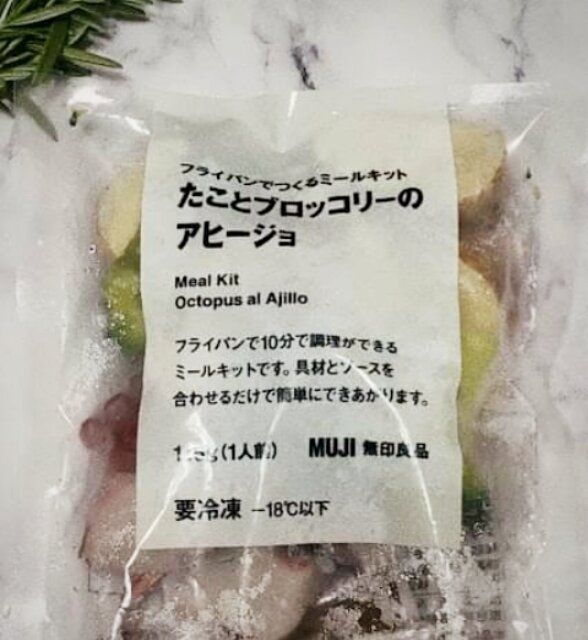 フライパンでつくるミールキット
たことブロッコリーの
アヒージョ
Meal Kit
Octopus al Ajillo
フライパンで10分で調理ができる
ミールキットです。具材とソースを
合わせるだけで簡単にできあがります。
(1人前) MUJI 無印良品
要冷凍 −18℃以下